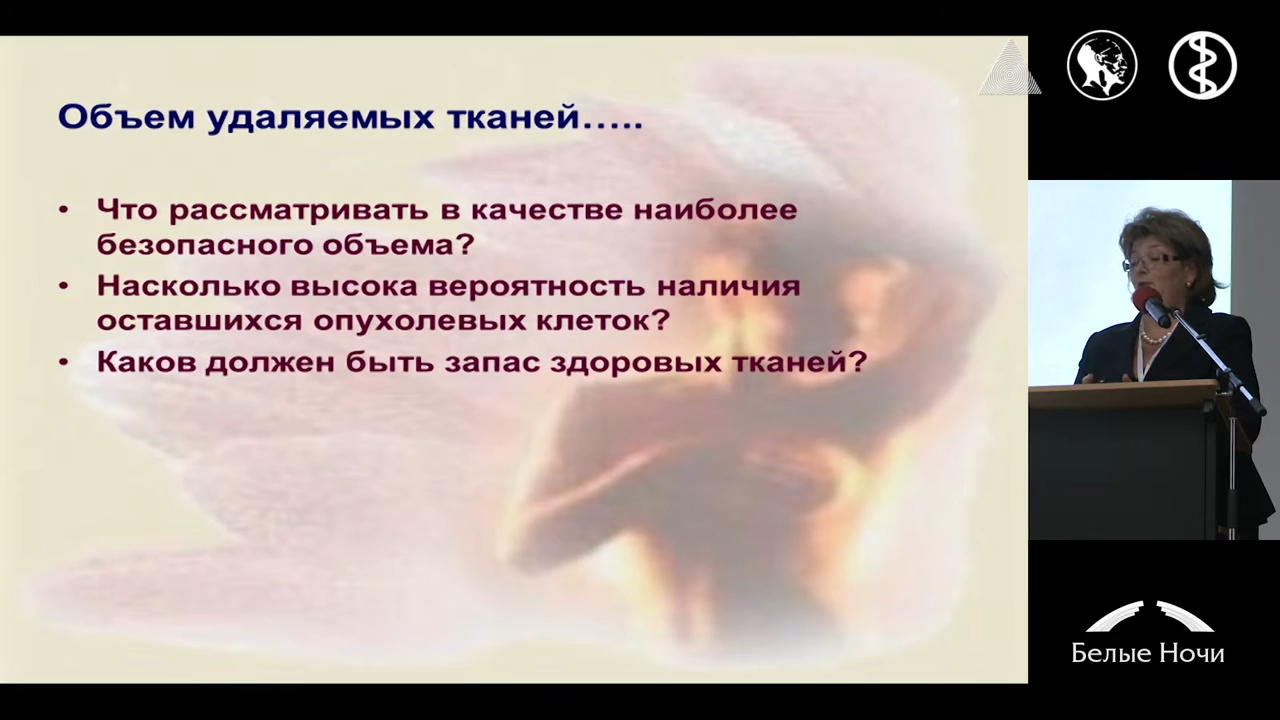 Объем удаляемых тканей…..
• Что рассматривать в качестве наиболее
безопасного объема?
• Насколько высока вероятность наличия
оставшихся опухолевых клеток?
• Каков должен быть запас здоровых тканей?
Белые Ночи